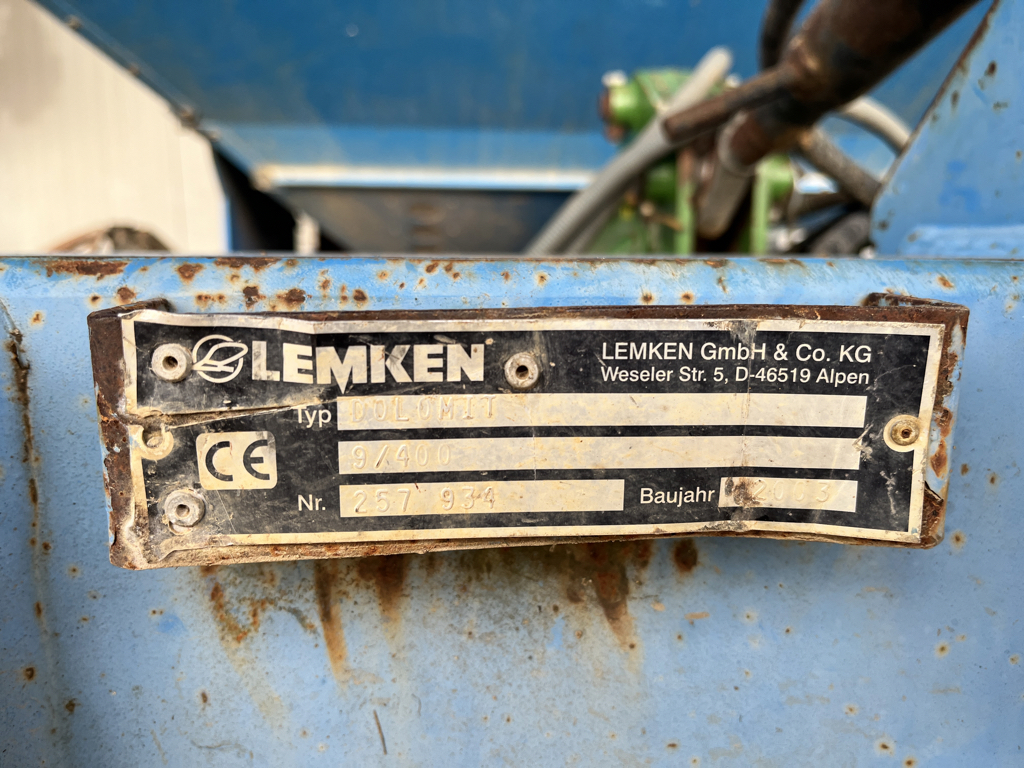 LEMKEN
LEMKEN GmbH & Co. KG
Weseler Str. 5, D-46519 Alpen
Typ DOLOMIT
9/400
CE
Nr. 257 934 Baujahr 2003